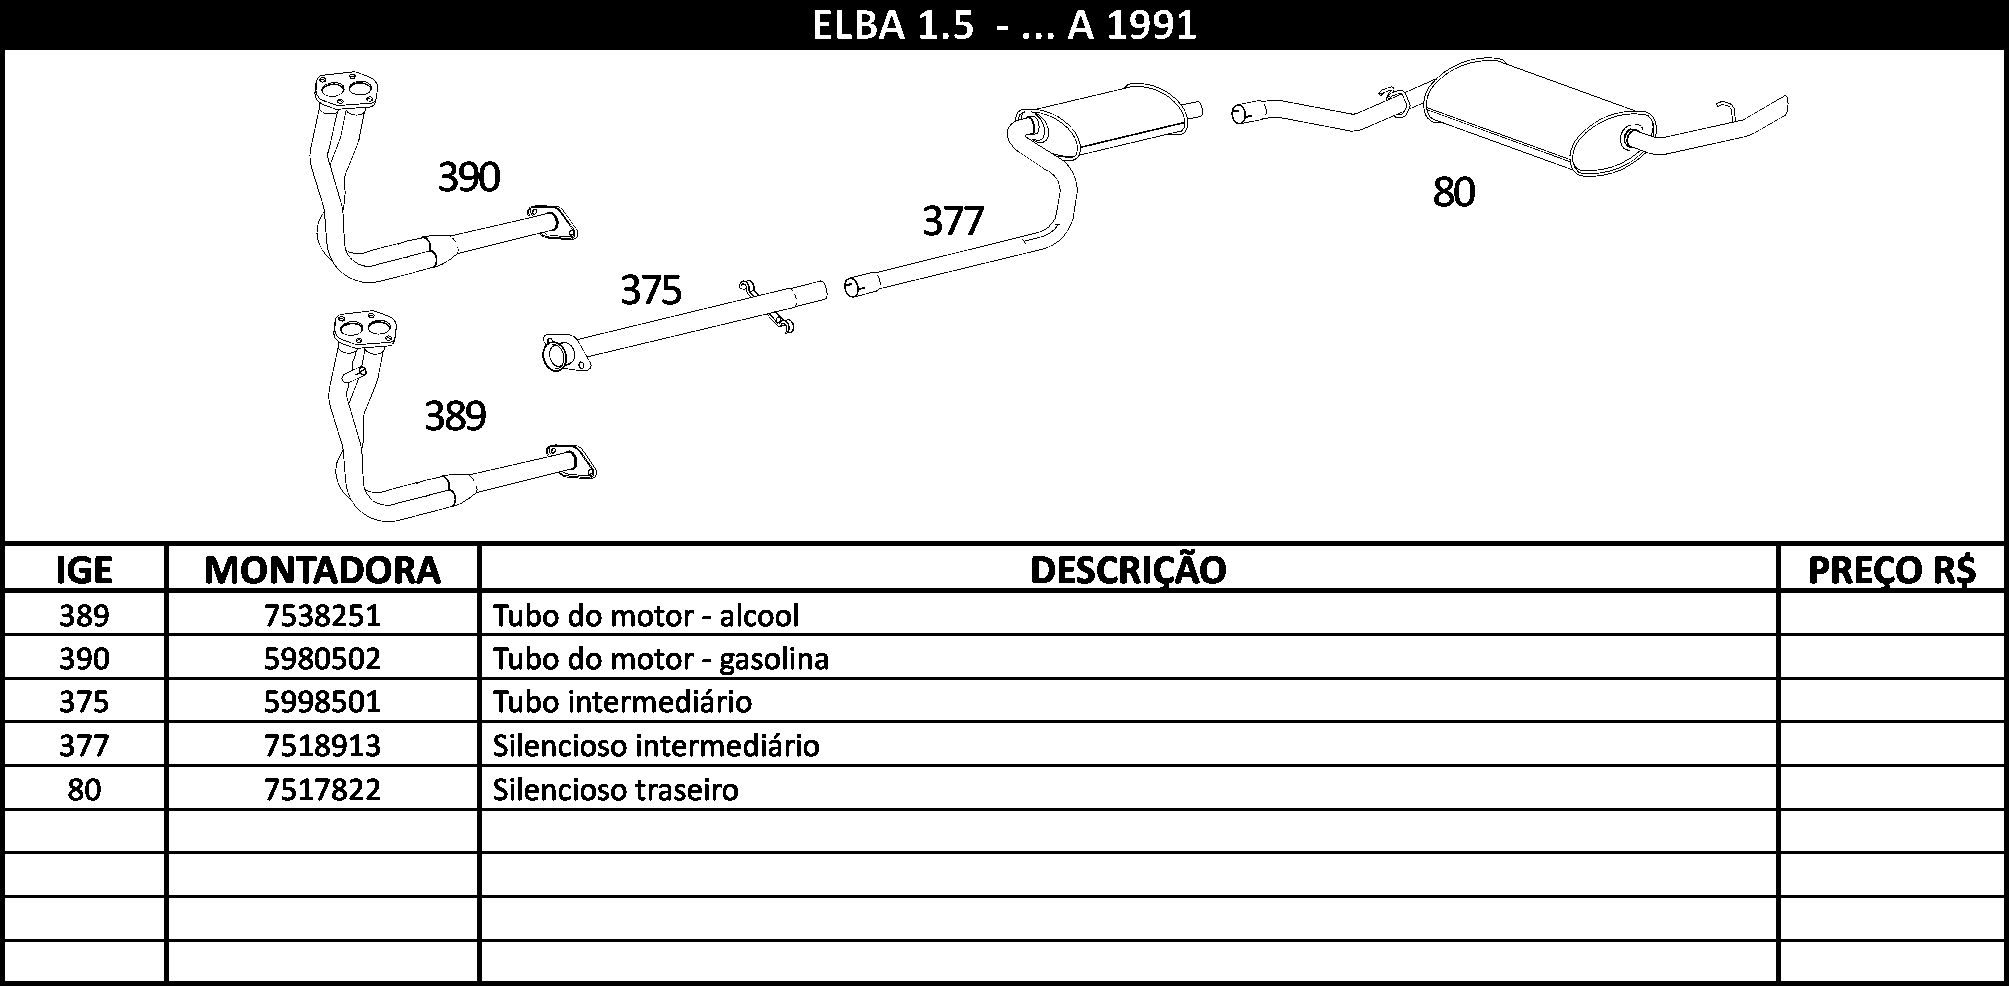 ELBA 1.5 - ... A 1991
390
80
377
375
389
IGE MONTADORA DESCRIÇÃO PREÇO R$
389 7538251 Tubo do motor - alcool
390 5980502 Tubo do motor - gasolina
375 5998501 Tubo intermediário
377 7518913 Silencioso intermediário
80 7517822 Silencioso traseiro